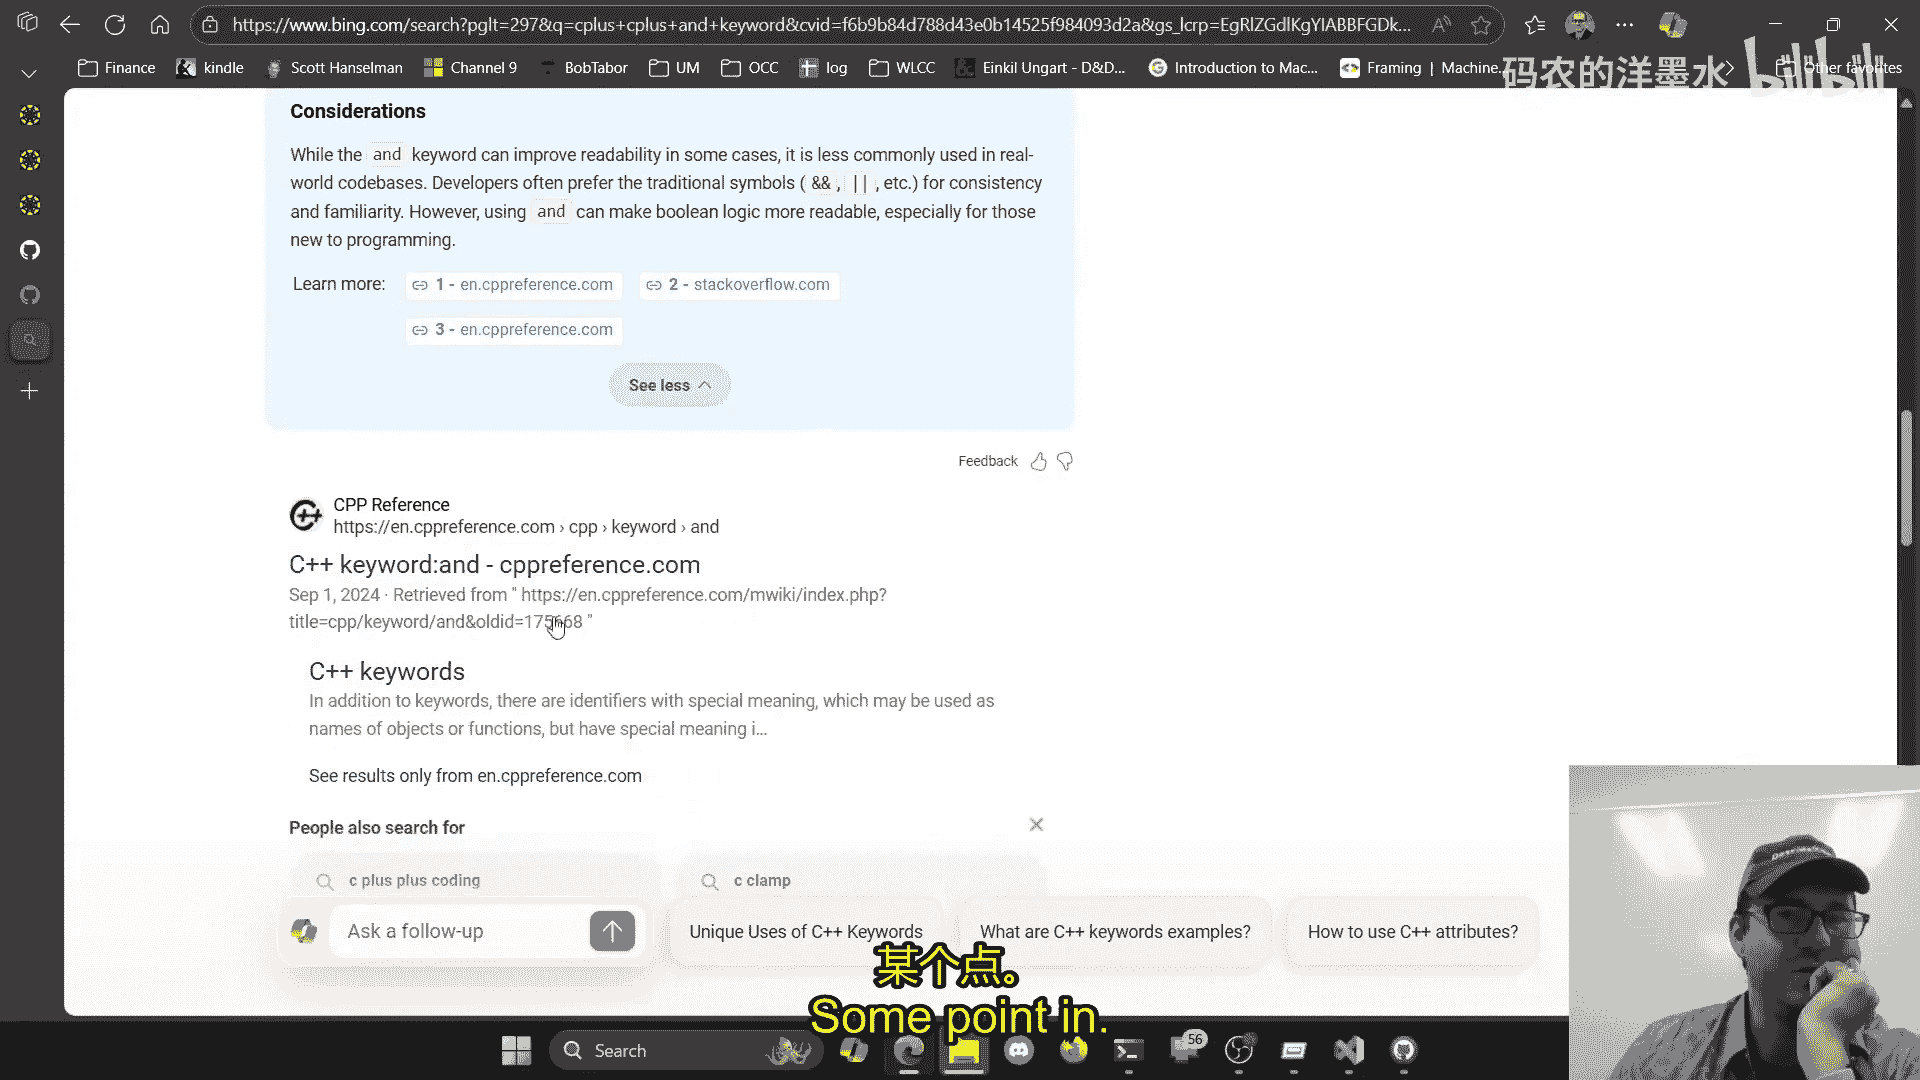 https://www.bing.com/search?pglt=297&q=cplus+cplus+and+keyword&cvid=f6b9b84d788d43e0b14525f984093d2a&gs_lcrp=EgRlZGdlKgYIABBFGDk...
Finance
kindle
Scott Hanselman
Channel 9
BobTabor
UM
OCC
log
WLCC
Einkil Ungart - D&D...
Introduction to Mac...
Framing | Machine...
Other favorites
码农的洋墨水
bilibili
Considerations
While the and keyword can improve readability in some cases, it is less commonly used in real-
world codebases. Developers often prefer the traditional symbols ( && , || , etc.) for consistency
and familiarity. However, using and can make boolean logic more readable, especially for those
new to programming.
Learn more:
1 - en.cppreference.com
2 - stackoverflow.com
3 - en.cppreference.com
See less
Feedback
CPP Reference
https://en.cppreference.com › cpp › keyword › and
C++ keyword:and - cppreference.com
Sep 1, 2024 · Retrieved from " https://en.cppreference.com/mwiki/index.php?
title=cpp/keyword/and&oldid=175668 "
C++ keywords
In addition to keywords, there are identifiers with special meaning, which may be used as
names of objects or functions, but have special meaning i...
See results only from en.cppreference.com
People also search for
c plus plus coding
c clamp
Ask a follow-up
Unique Uses of C++ Keywords
What are C++ keywords examples?
How to use C++ attributes?
某个点。
Some point in.
Search
56